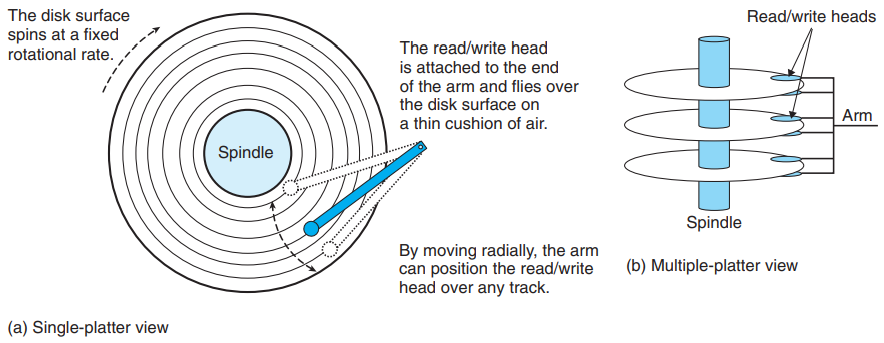 The disk surface
spins at a fixed
rotational rate.
Spindle
The read/write head
is attached to the end
of the arm and flies over
the disk surface on
a thin cushion of air.
By moving radially, the arm
can position the read/write
head over any track.
(a) Single-platter view
Read/write heads
Arm
Spindle
(b) Multiple-platter view